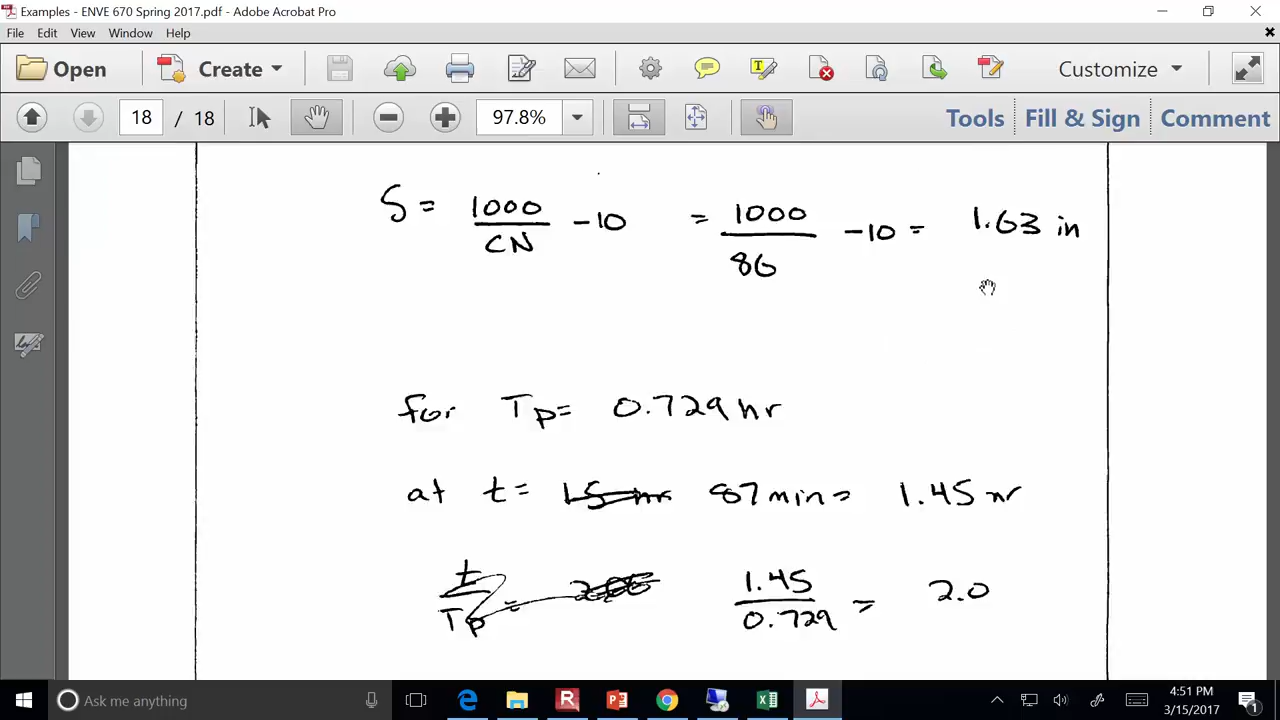 Examples - ENVE 670 Spring 2017.pdf - Adobe Acrobat Pro
File Edit View Window Help
Open Create Customize
18 / 18 97.8% Tools Fill & Sign Comment
S = 1000/CN - 10 = 1000/86 - 10 = 1.63 in
for Tp = 0.729 hr
at t = 15 hr 87 min = 1.45 hr
t/Tp = 1.45/0.729 = 2.0
Ask me anything
4:51 PM
3/15/2017
1